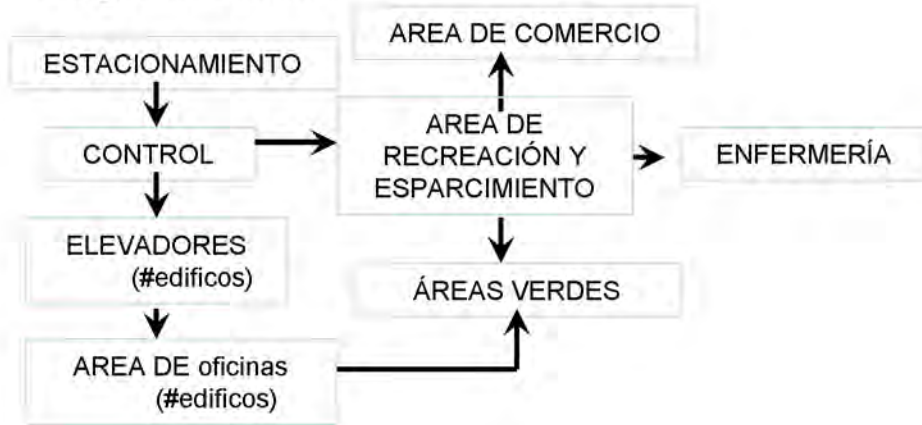 AREA DE COMERCIO
ESTACIONAMIENTO
AREA DE
RECREACIÓN Y
ESPARCIMIENTO
CONTROL
ENFERMERÍA
ELEVADORES
(#edificos)
ÁREAS VERDES
AREA DE oficinas
(#edificos)